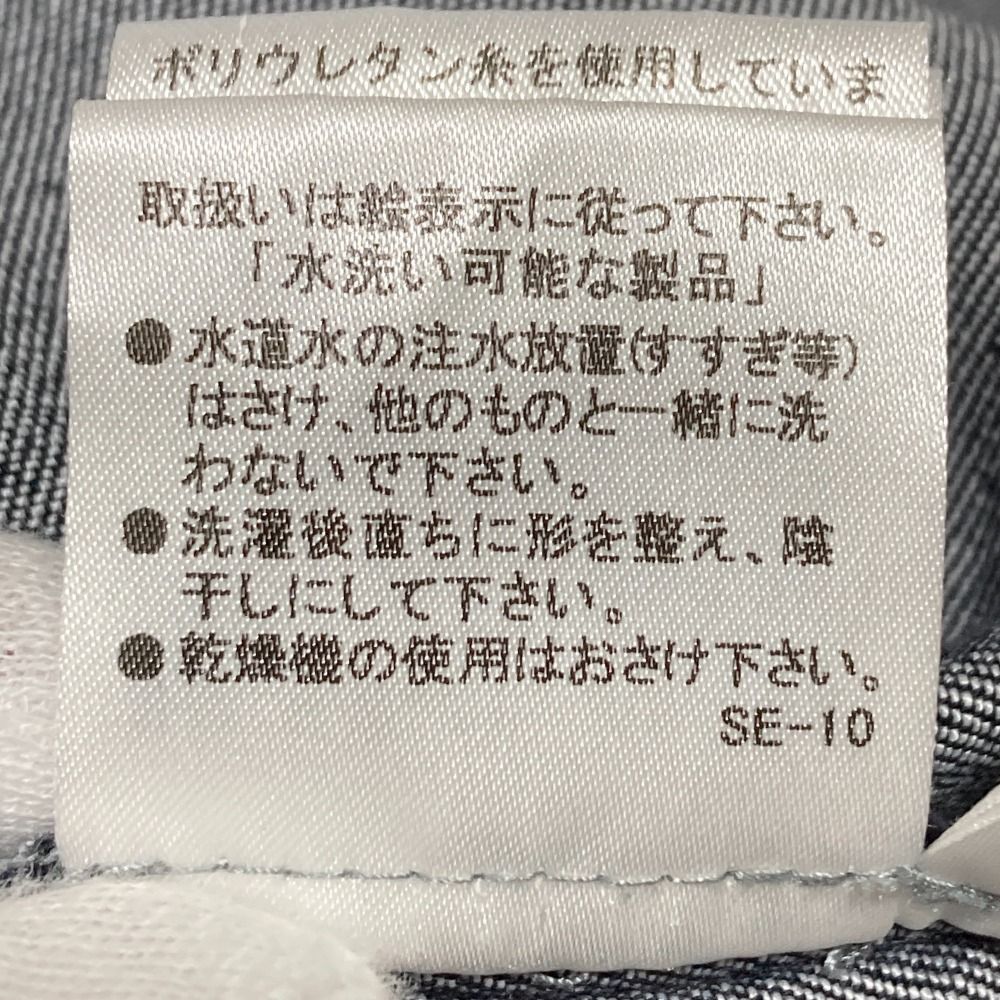 ポリウレタン糸を使用していま
取扱いは絵表示に従って下さい。
「水洗い可能な製品」
●水道水の注水放置(すすぎ等)
はさけ、他のものと一緒に洗
わないで下さい。
●洗濯後直ちに形を整え、陰
干しにして下さい。
●乾燥機の使用はおさけ下さい。
SE-10